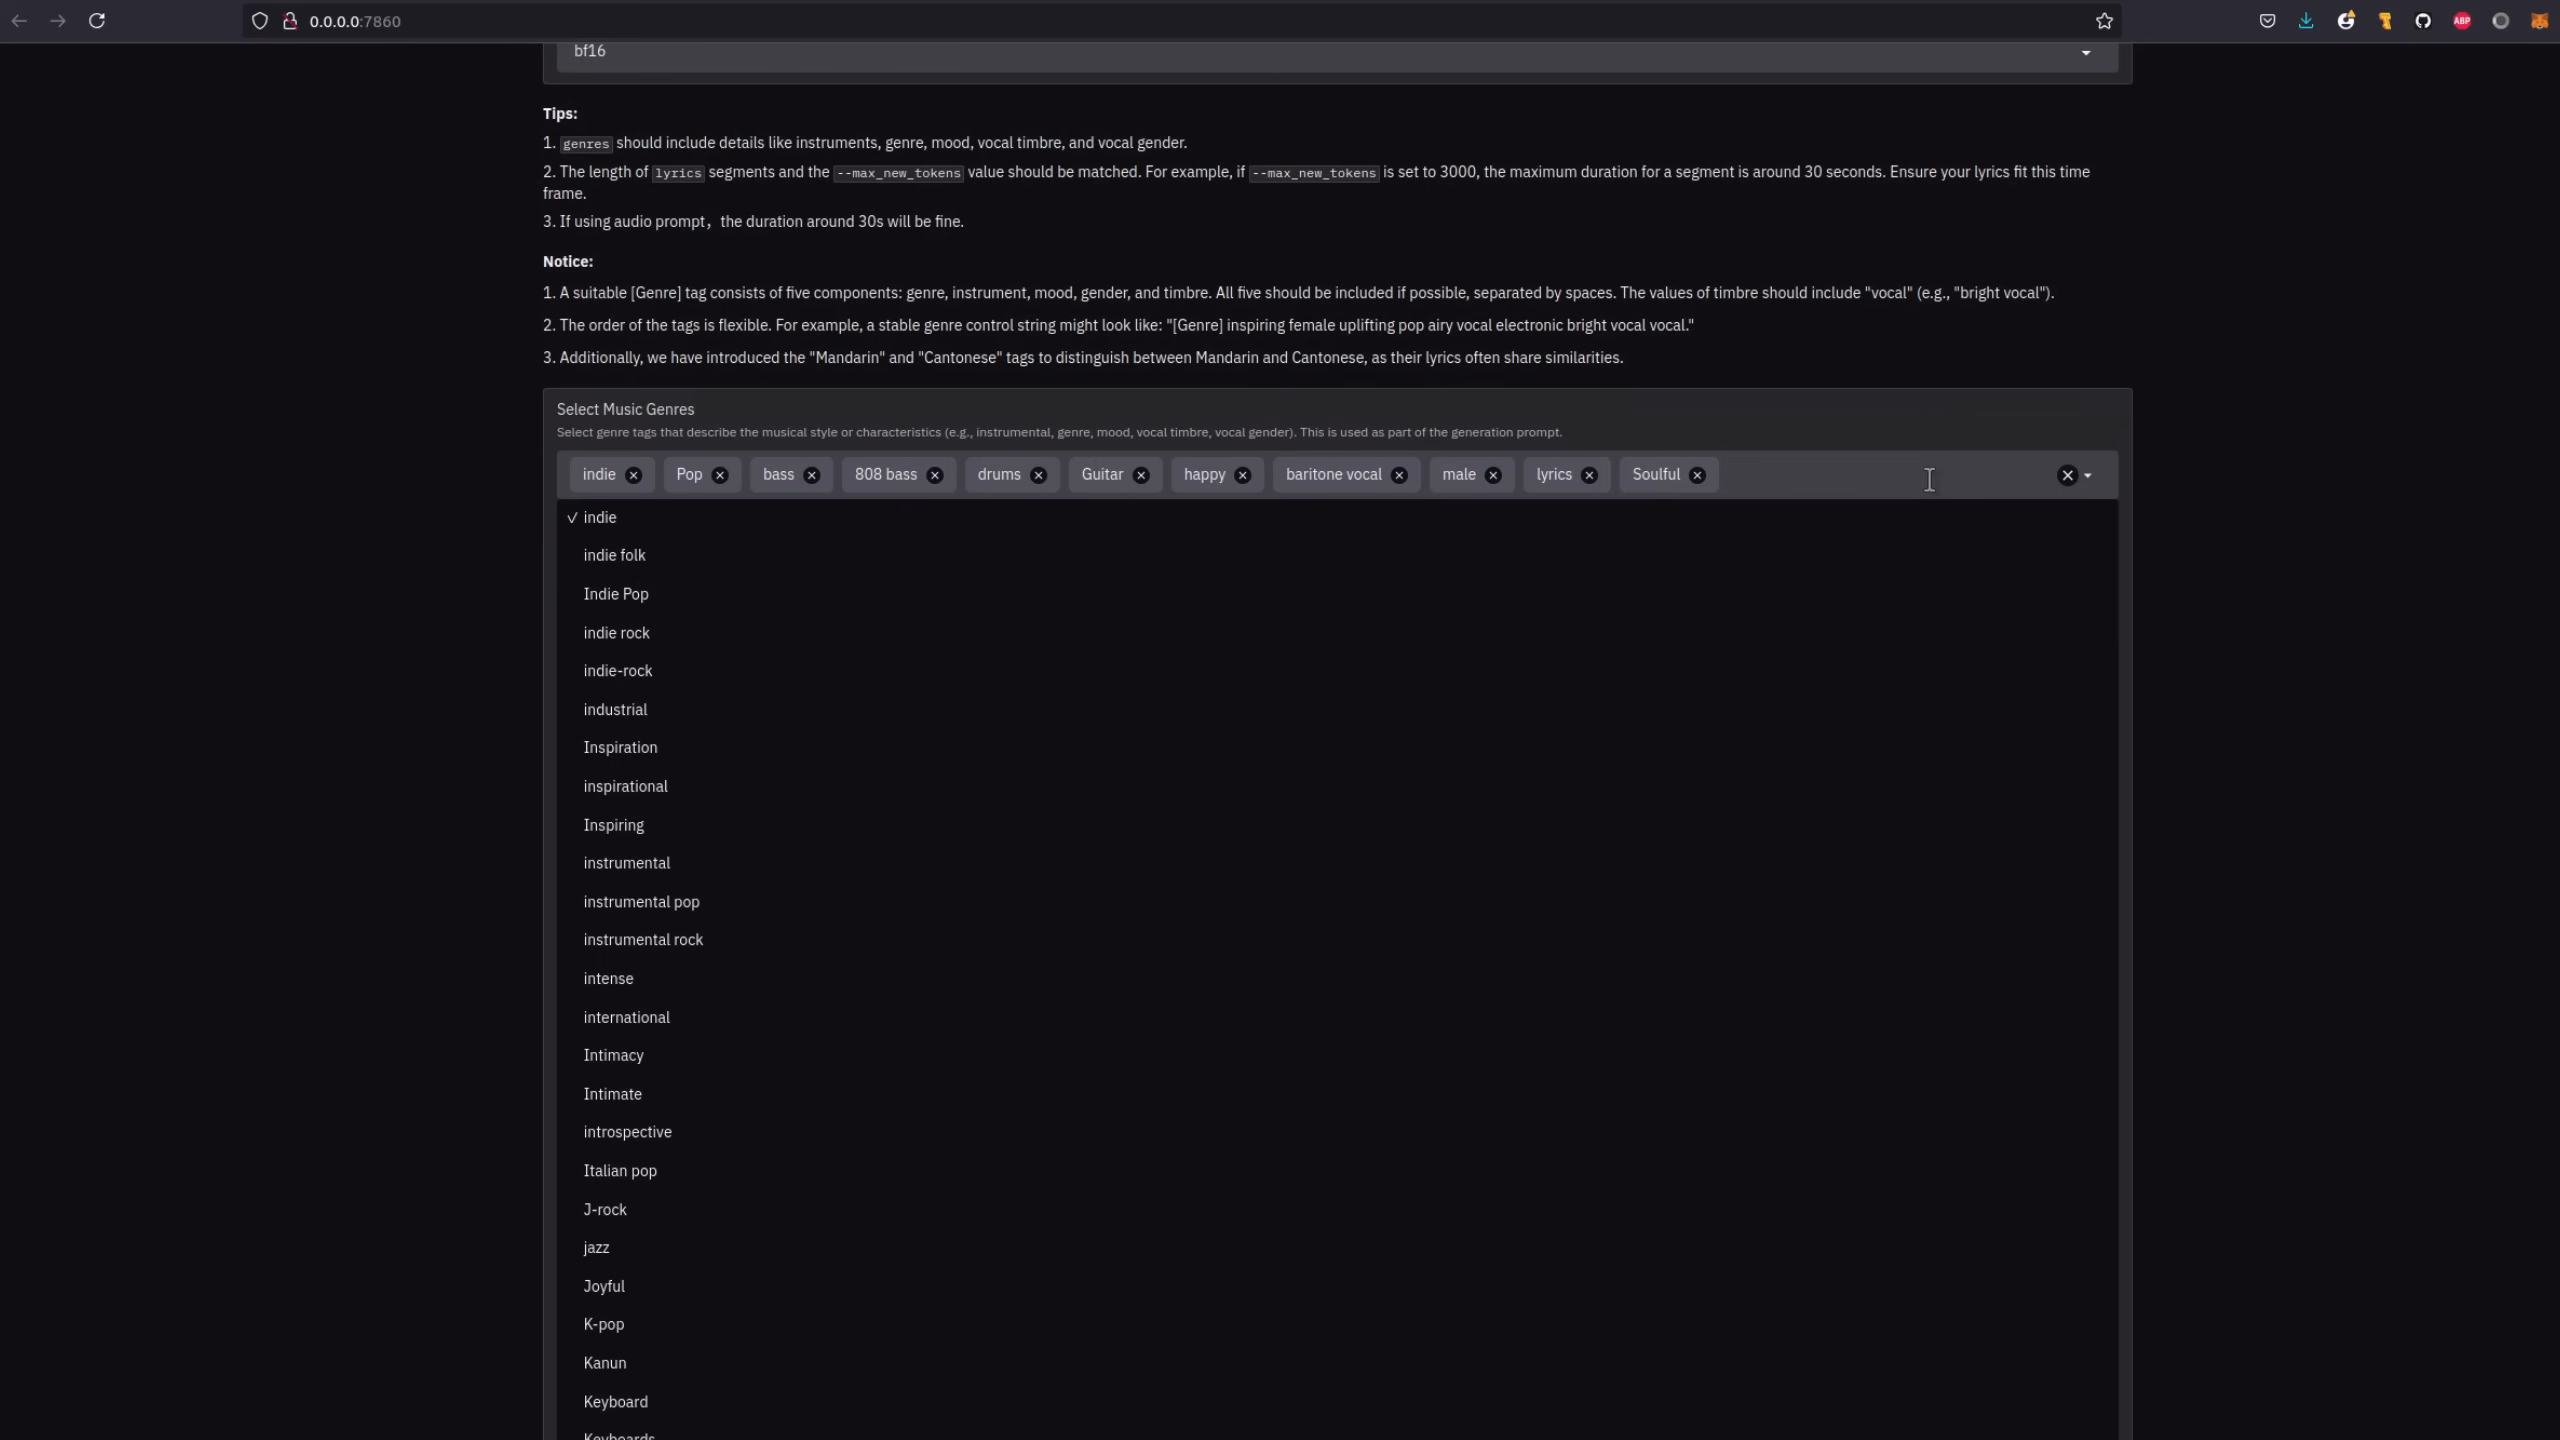 0.0.0.0:7860
ABP
bf16
Tips:
1. genres should include details like instruments, genre, mood, vocal timbre, and vocal gender.
2. The length of lyrics segments and the --max_new_tokens value should be matched. For example, if --max_new_tokens is set to 3000, the maximum duration for a segment is around 30 seconds. Ensure your lyrics fit this time
frame.
3. If using audio prompt，the duration around 30s will be fine.
Notice:
1. A suitable [Genre] tag consists of five components: genre, instrument, mood, gender, and timbre. All five should be included if possible, separated by spaces. The values of timbre should include "vocal" (e.g., "bright vocal").
2. The order of the tags is flexible. For example, a stable genre control string might look like: "[Genre] inspiring female uplifting pop airy vocal electronic bright vocal vocal."
3. Additionally, we have introduced the "Mandarin" and "Cantonese" tags to distinguish between Mandarin and Cantonese, as their lyrics often share similarities.
Select Music Genres
Select genre tags that describe the musical style or characteristics (e.g., instrumental, genre, mood, vocal timbre, vocal gender). This is used as part of the generation prompt.
indie Pop bass 808 bass drums Guitar happy baritone vocal male lyrics Soulful
✓ indie
indie folk
Indie Pop
indie rock
indie-rock
industrial
Inspiration
inspirational
Inspiring
instrumental
instrumental pop
instrumental rock
intense
international
Intimacy
Intimate
introspective
Italian pop
J-rock
jazz
Joyful
K-pop
Kanun
Keyboard
Keyboards